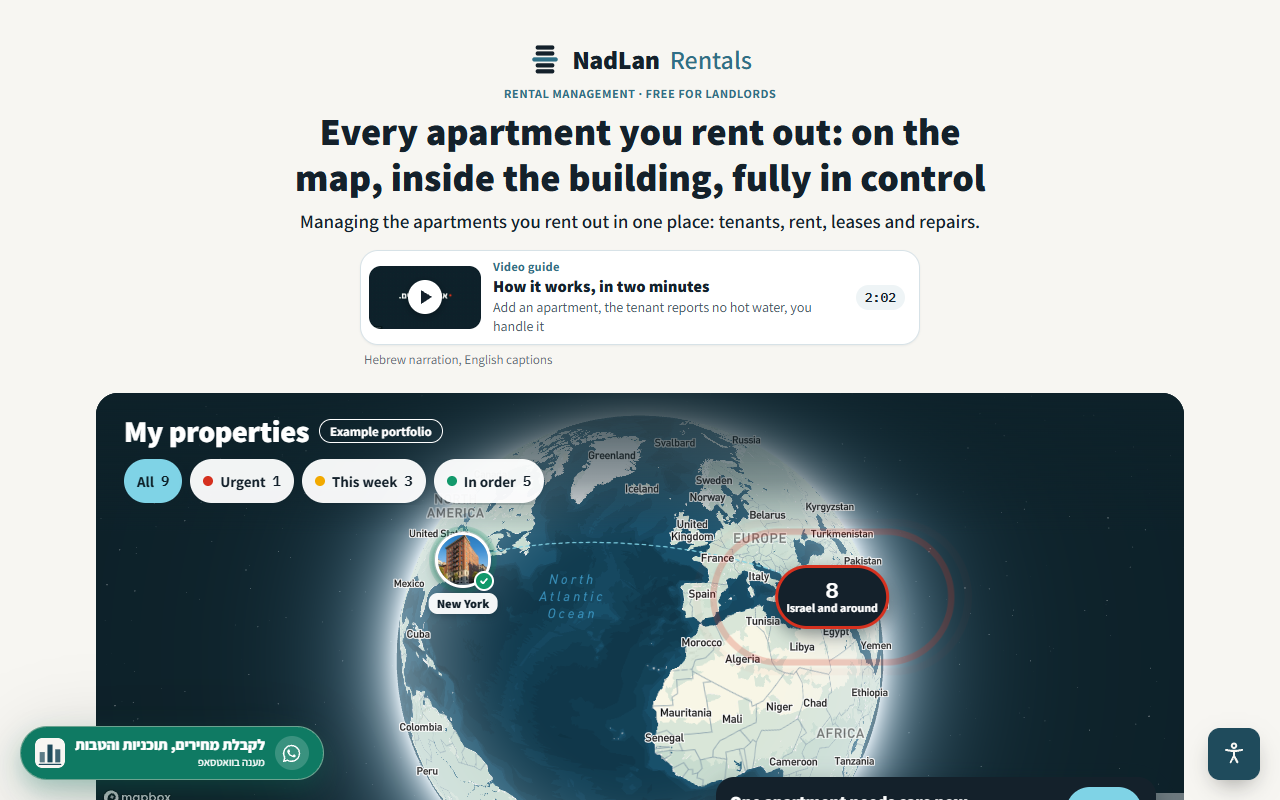 NadLan Rentals
RENTAL MANAGEMENT · FREE FOR LANDLORDS
Every apartment you rent out: on the
map, inside the building, fully in control
Managing the apartments you rent out in one place: tenants, rent, leases and repairs.
Video guide
How it works, in two minutes
Add an apartment, the tenant reports no hot water, you
handle it
2:02
Hebrew narration, English captions
My properties
Example portfolio
All 9
Urgent 1
This week 3
In order 5
Svalbard
Russia
Greenland
Iceland
Sweden
Norway
AMERICA
Belarus
Kyrgyzstan
United
Kingdom
EUROPE
Turkmenistan
France
Pakistan
Italy
Mexico
North
Atlantic
Ocean
Spain
New York
8
Israel and around
Tunisia
Egypt
Cuba
Morocco
Libya
Yemen
Algeria
Ethiopia
Mauritania
Mali
Niger
Chad
Colombia
Senegal
AFRICA
Cameroon
Tanzania
Peru
לקבלת מחירים, תוכניות והטבות
מענה בוואטסאפ
mapbox
One apartment needs care now